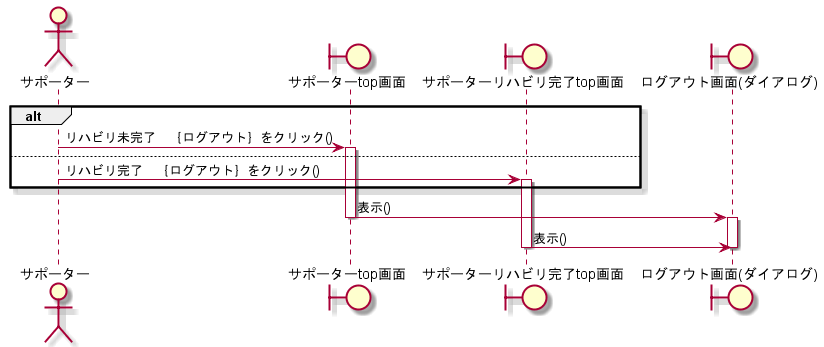 サポーター
サポーターtop画面
サポーターリハビリ完了top画面
ログアウト画面(ダイアログ)
alt
リハビリ未完了　｛ログアウト｝をクリック()
リハビリ完了　｛ログアウト｝をクリック()
表示()
表示()
サポーター
サポーターtop画面
サポーターリハビリ完了top画面
ログアウト画面(ダイアログ)